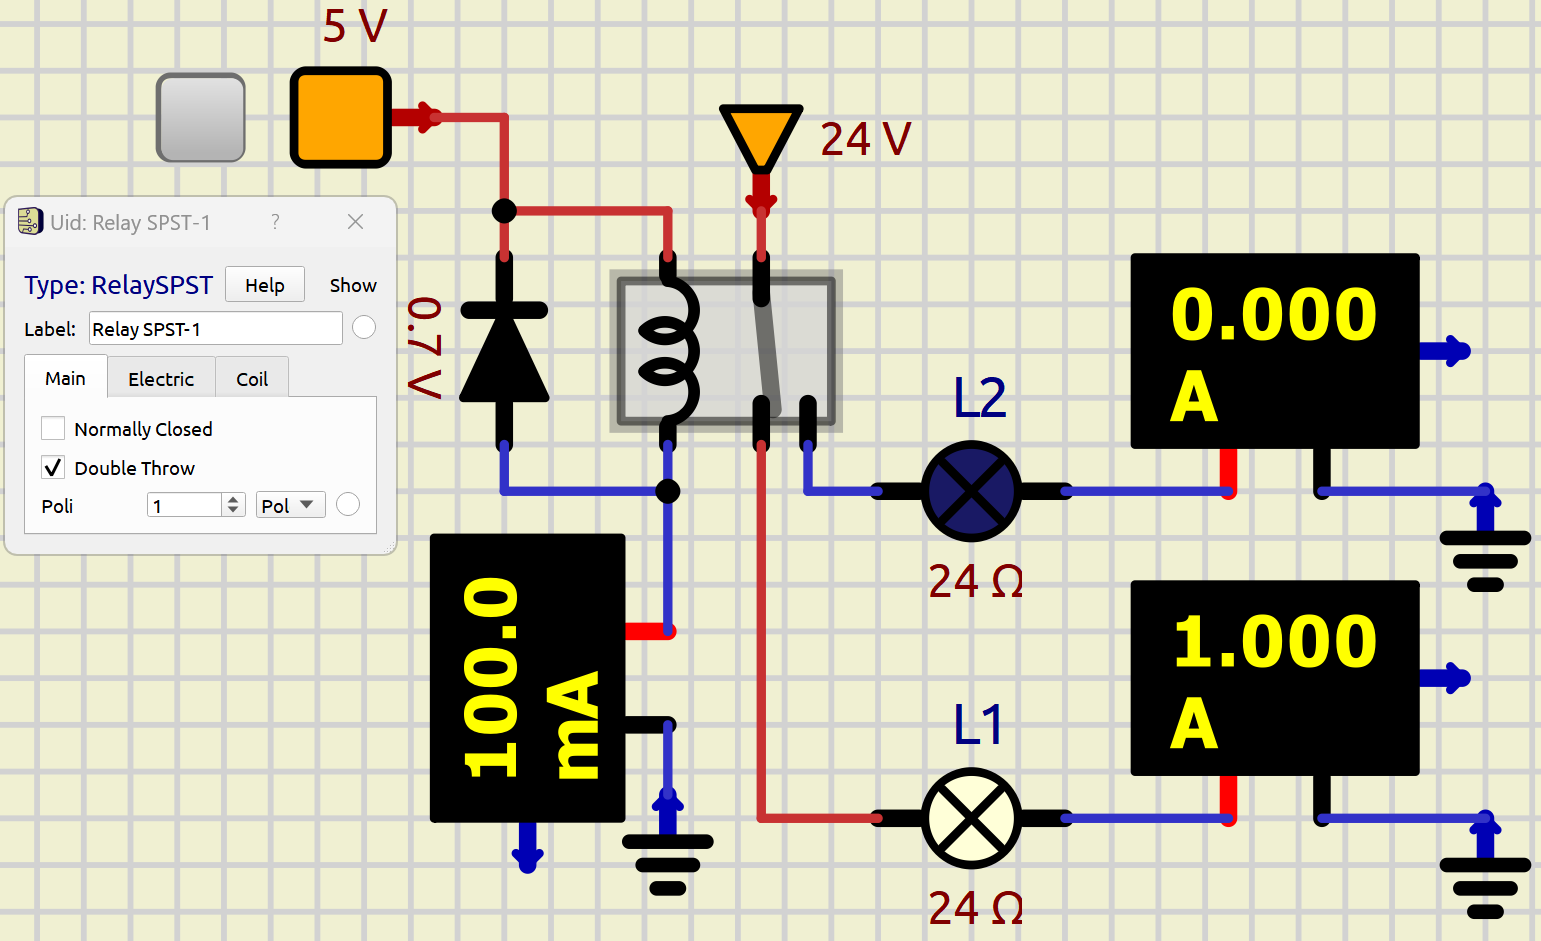 5 V
24 V
Uid: Relay SPST-1
?
Type: RelaySPST
Help
Show
Label:
Relay SPST-1
Main
Electric
Coil
Normally Closed
Double Throw
Poli
1
Pol
0.7 V
0.000
A
L2
24 Ω
100.0
mA
1.000
A
L1
24 Ω